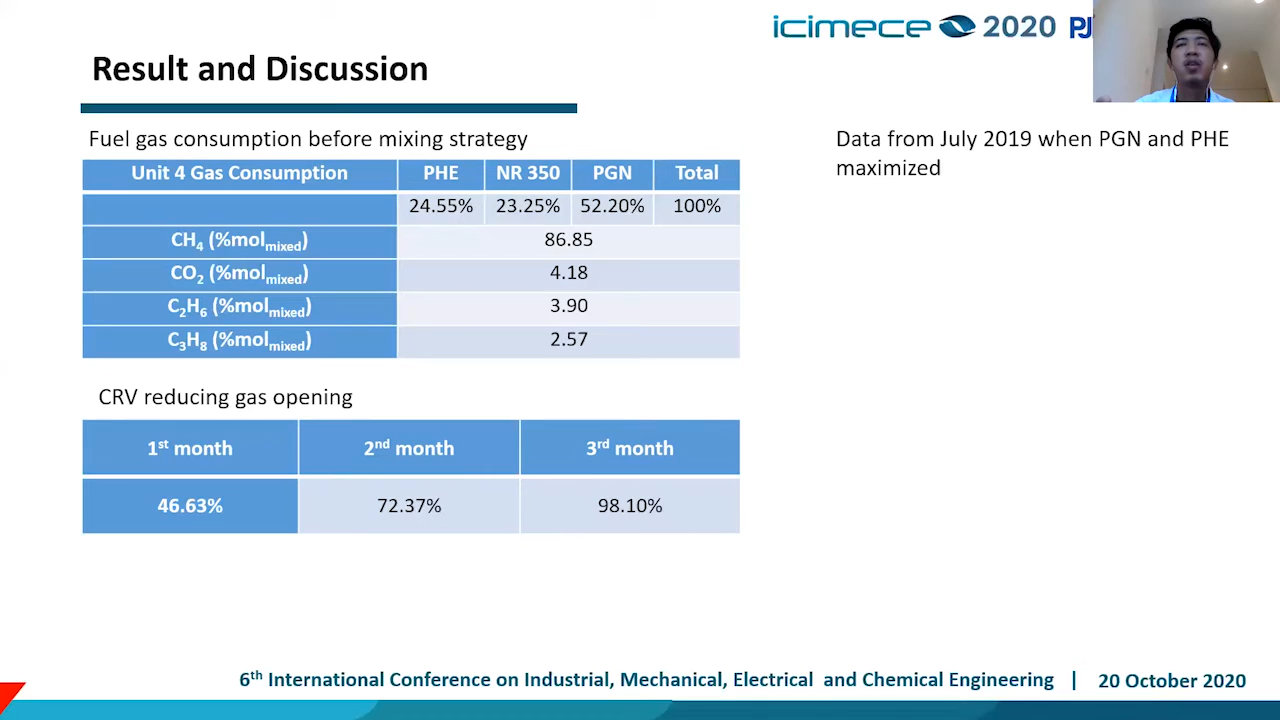 icimece 2020 PJ
Result and Discussion
Fuel gas consumption before mixing strategy
Data from July 2019 when PGN and PHE
maximized
Unit 4 Gas Consumption PHE NR 350 PGN Total
24.55% 23.25% 52.20% 100%
CH4 (%molmixed) 86.85
CO2 (%molmixed) 4.18
C2H6 (%molmixed) 3.90
C3H8 (%molmixed) 2.57
CRV reducing gas opening
1st month 2nd month 3rd month
46.63% 72.37% 98.10%
6th International Conference on Industrial, Mechanical, Electrical and Chemical Engineering | 20 October 2020